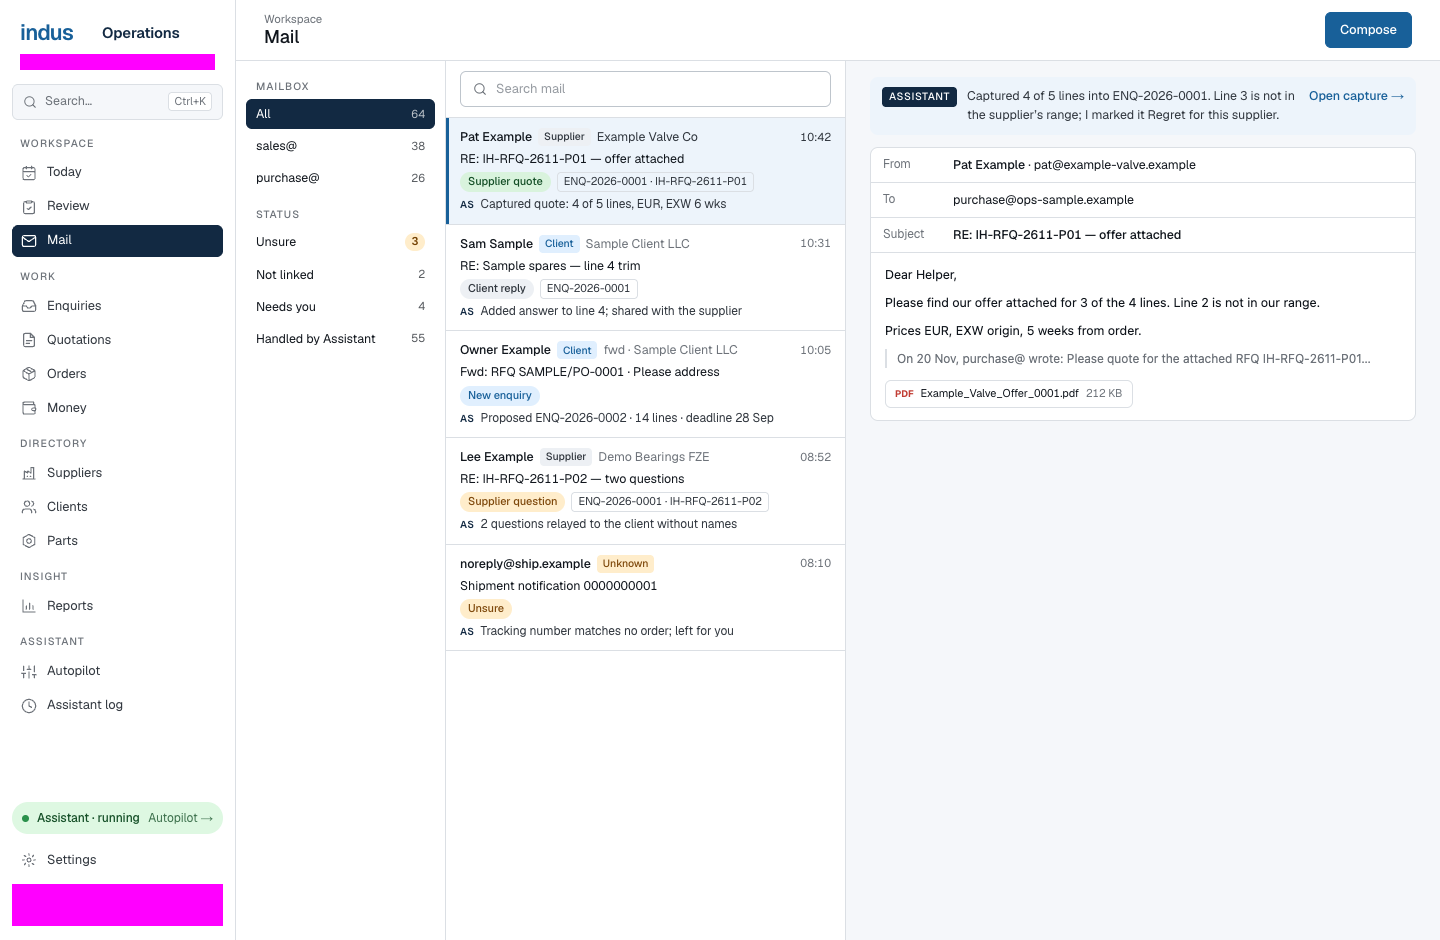 indus Operations
Search... Ctrl+K
WORKSPACE
Today
Review
Mail
WORK
Enquiries
Quotations
Orders
Money
DIRECTORY
Suppliers
Clients
Parts
INSIGHT
Reports
ASSISTANT
Autopilot
Assistant log
Assistant · running Autopilot →
Settings
Workspace
Mail
Compose
MAILBOX
All 64
sales@ 38
purchase@ 26
STATUS
Unsure 3
Not linked 2
Needs you 4
Handled by Assistant 55
Search mail
Pat Example Supplier Example Valve Co 10:42
RE: IH-RFQ-2611-P01 — offer attached
Supplier quote ENQ-2026-0001 · IH-RFQ-2611-P01
AS Captured quote: 4 of 5 lines, EUR, EXW 6 wks
Sam Sample Client Sample Client LLC 10:31
RE: Sample spares — line 4 trim
Client reply ENQ-2026-0001
AS Added answer to line 4; shared with the supplier
Owner Example Client fwd · Sample Client LLC 10:05
Fwd: RFQ SAMPLE/PO-0001 · Please address
New enquiry
AS Proposed ENQ-2026-0002 · 14 lines · deadline 28 Sep
Lee Example Supplier Demo Bearings FZE 08:52
RE: IH-RFQ-2611-P02 — two questions
Supplier question ENQ-2026-0001 · IH-RFQ-2611-P02
AS 2 questions relayed to the client without names
noreply@ship.example Unknown 08:10
Shipment notification 0000000001
Unsure
AS Tracking number matches no order; left for you
ASSISTANT Captured 4 of 5 lines into ENQ-2026-0001. Line 3 is not in Open capture →
the supplier's range; I marked it Regret for this supplier.
From Pat Example · pat@example-valve.example
To purchase@ops-sample.example
Subject RE: IH-RFQ-2611-P01 — offer attached
Dear Helper,
Please find our offer attached for 3 of the 4 lines. Line 2 is not in our range.
Prices EUR, EXW origin, 5 weeks from order.
On 20 Nov, purchase@ wrote: Please quote for the attached RFQ IH-RFQ-2611-P01...
PDF Example_Valve_Offer_0001.pdf 212 KB